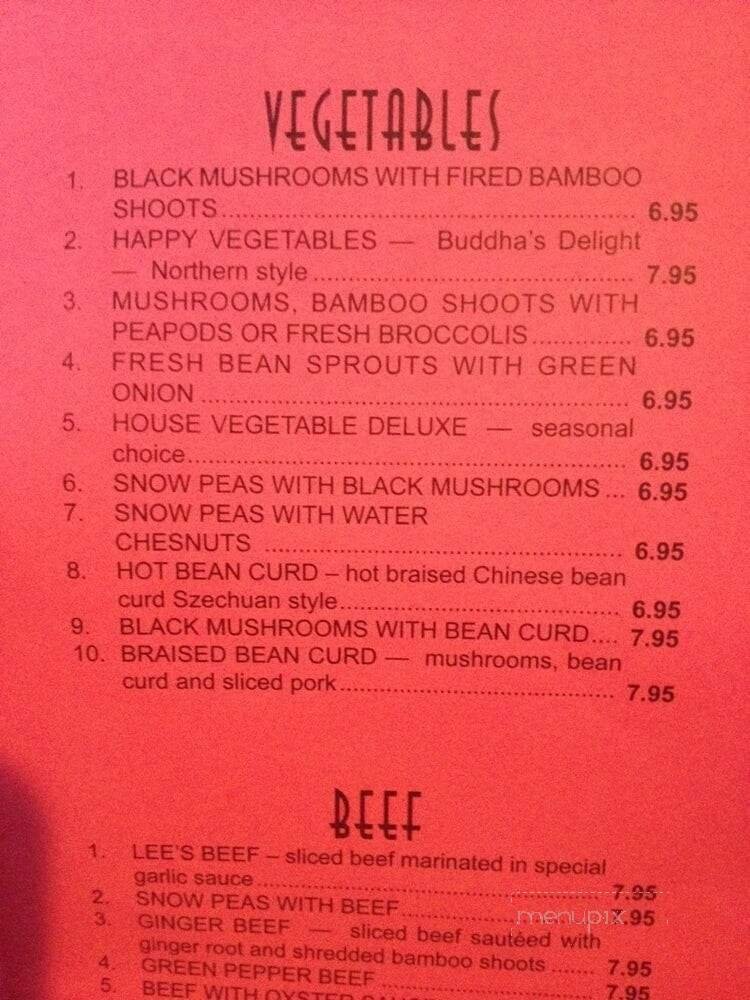 VEGETABLES
1. BLACK MUSHROOMS WITH FIRED BAMBOO
SHOOTS.......................................................... 6.95
2. HAPPY VEGETABLES — Buddha's Delight
— Northern style............................................. 7.95
3. MUSHROOMS, BAMBOO SHOOTS WITH
PEAPODS OR FRESH BROCCOLIS.............. 6.95
4. FRESH BEAN SPROUTS WITH GREEN
ONION ............................................................ 6.95
5. HOUSE VEGETABLE DELUXE — seasonal
choice.............................................................. 6.95
6. SNOW PEAS WITH BLACK MUSHROOMS ... 6.95
7. SNOW PEAS WITH WATER
CHESNUTS .................................................... 6.95
8. HOT BEAN CURD – hot braised Chinese bean
curd Szechuan style........................................ 6.95
9. BLACK MUSHROOMS WITH BEAN CURD.... 7.95
10. BRAISED BEAN CURD — mushrooms, bean
curd and sliced pork........................................ 7.95
BEEF
1. LEE'S BEEF – sliced beef marinated in special
garlic sauce..................................................... 7.95
2. SNOW PEAS WITH BEEF................ .95
menupix
3. GINGER BEEF — sliced beef sautéed with
ginger root and shredded bamboo shoots ...... 7.95
4. GREEN PEPPER BEEF ................................. 7.95
5. BEEF WITH OYSTER